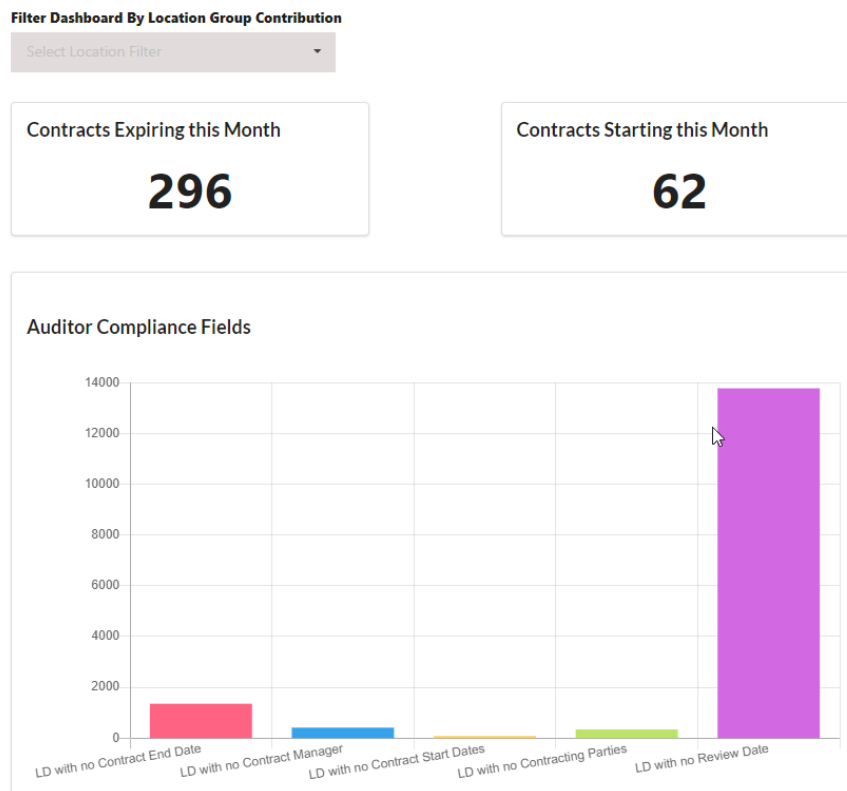 Filter Dashboard By Location Group Contribution
Select Location Filter
Contracts Expiring this Month
Contracts Starting this Month
296
62
Auditor Compliance Fields
14000
12000
10000
8000
6000
4000
2000
0
LD with no Contract End Date
LD with no Contract Manager
LD with no Contract Start Dates
LD with no Contracting Parties
LD with no Review Date